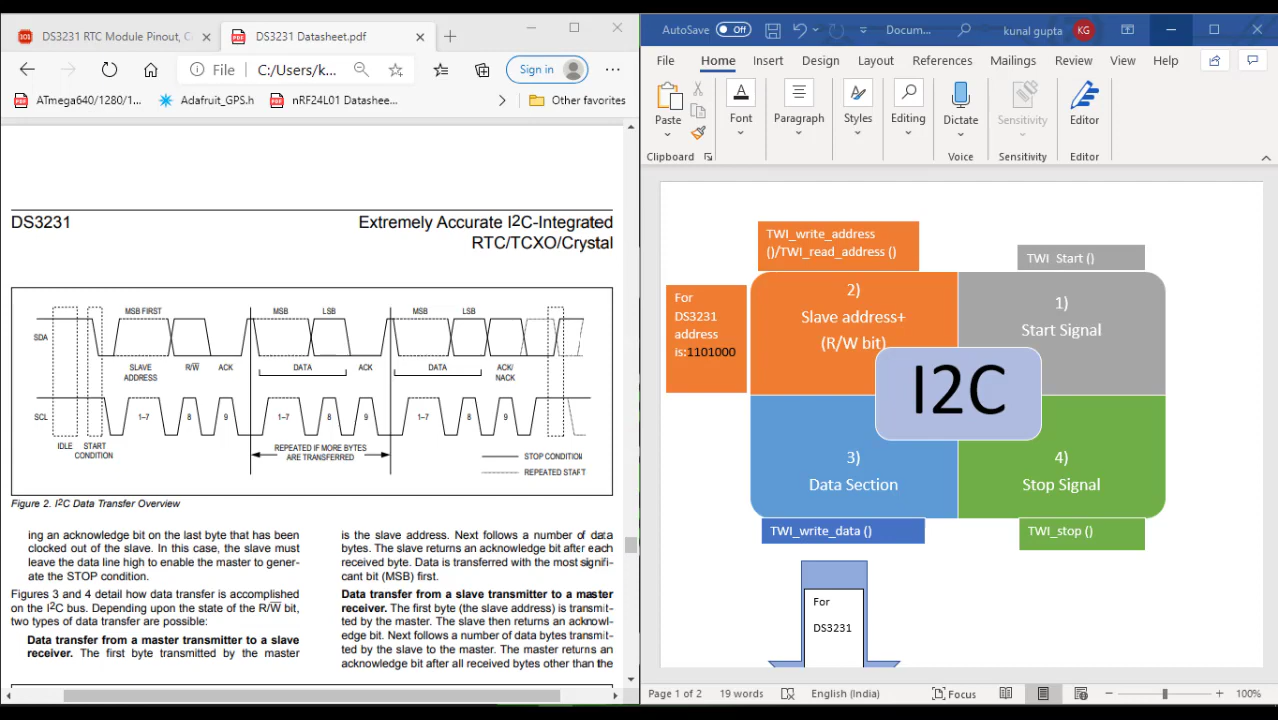 DS3231 RTC Module Pinout, C
DS3231 Datasheet.pdf
File
C:/Users/k...
Sign in
ATmega640/1280/1...
Adafruit_GPS.h
nRF24L01 Datashee...
Other favorites
DS3231
Extremely Accurate I2C-Integrated
RTC/TCXO/Crystal
MSB FIRST
MSB
LSB
MSB
LSB
SDA
SLAVE
ADDRESS
R/W
ACK
DATA
ACK
DATA
ACK/
NACK
SCL
1–7
8
9
1–7
8
9
1–7
8
9
IDLE
START
CONDITION
REPEATED IF MORE BYTES
ARE TRANSFERRED
STOP CONDITION
REPEATED START
Figure 2. I2C Data Transfer Overview
ing an acknowledge bit on the last byte that has been
clocked out of the slave. In this case, the slave must
leave the data line high to enable the master to gener-
ate the STOP condition.
Figures 3 and 4 detail how data transfer is accomplished
on the I2C bus. Depending upon the state of the R/W bit,
two types of data transfer are possible:
Data transfer from a master transmitter to a slave
receiver. The first byte transmitted by the master
is the slave address. Next follows a number of data
bytes. The slave returns an acknowledge bit after each
received byte. Data is transferred with the most signifi-
cant bit (MSB) first.
Data transfer from a slave transmitter to a master
receiver. The first byte (the slave address) is transmit-
ted by the master. The slave then returns an acknowl-
edge bit. Next follows a number of data bytes transmit-
ted by the slave to the master. The master returns an
acknowledge bit after all received bytes other than the
AutoSave
Off
Docum...
kunal gupta
KG
File
Home
Insert
Design
Layout
References
Mailings
Review
View
Help
Paste
Font
Paragraph
Styles
Editing
Dictate
Sensitivity
Editor
Clipboard
Voice
Sensitivity
Editor
TWI_write_address
()/TWI_read_address ()
TWI_Start ()
For
DS3231
address
is:1101000
2)
Slave address+
(R/W bit)
1)
Start Signal
I2C
3)
Data Section
4)
Stop Signal
TWI_write_data ()
TWI_stop ()
For
DS3231
Page 1 of 2
19 words
English (India)
Focus
100%